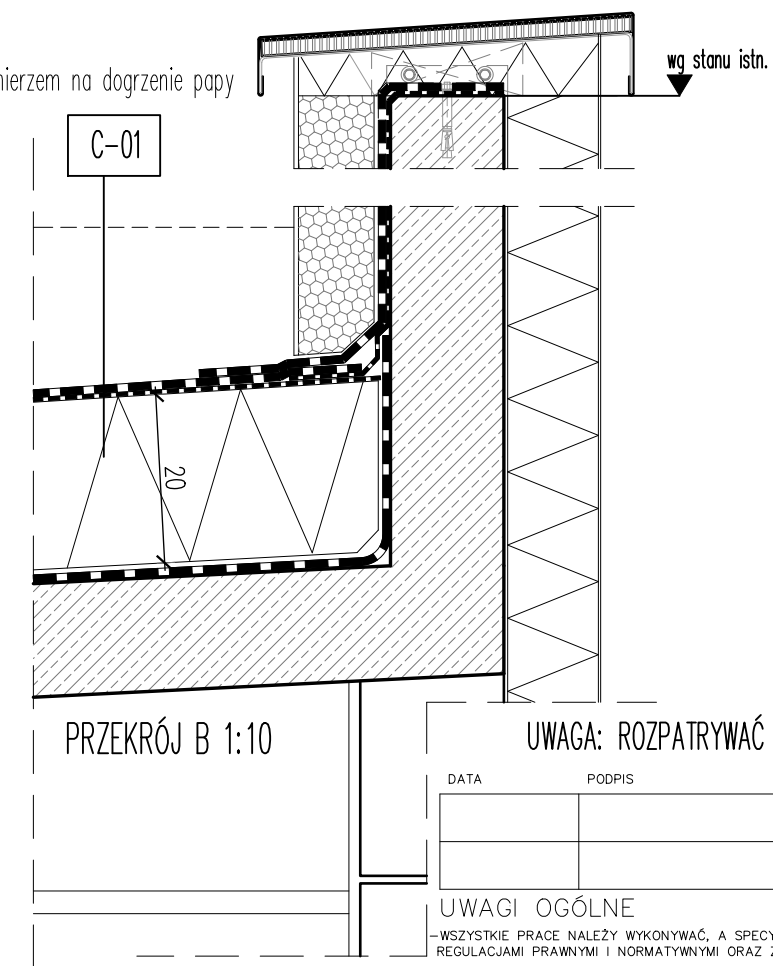 wg stanu istn.
nierzem na dogrzenie papy
C-01
20
PRZEKRÓJ B 1:10
UWAGA: ROZPATRYWAĆ
DATA PODPIS
UWAGI OGÓLNE
-WSZYSTKIE PRACE NALEŻY WYKONYWAĆ, A SPECY
REGULACJAMI PRAWNYMI I NORMATYWNYMI ORAZ Z